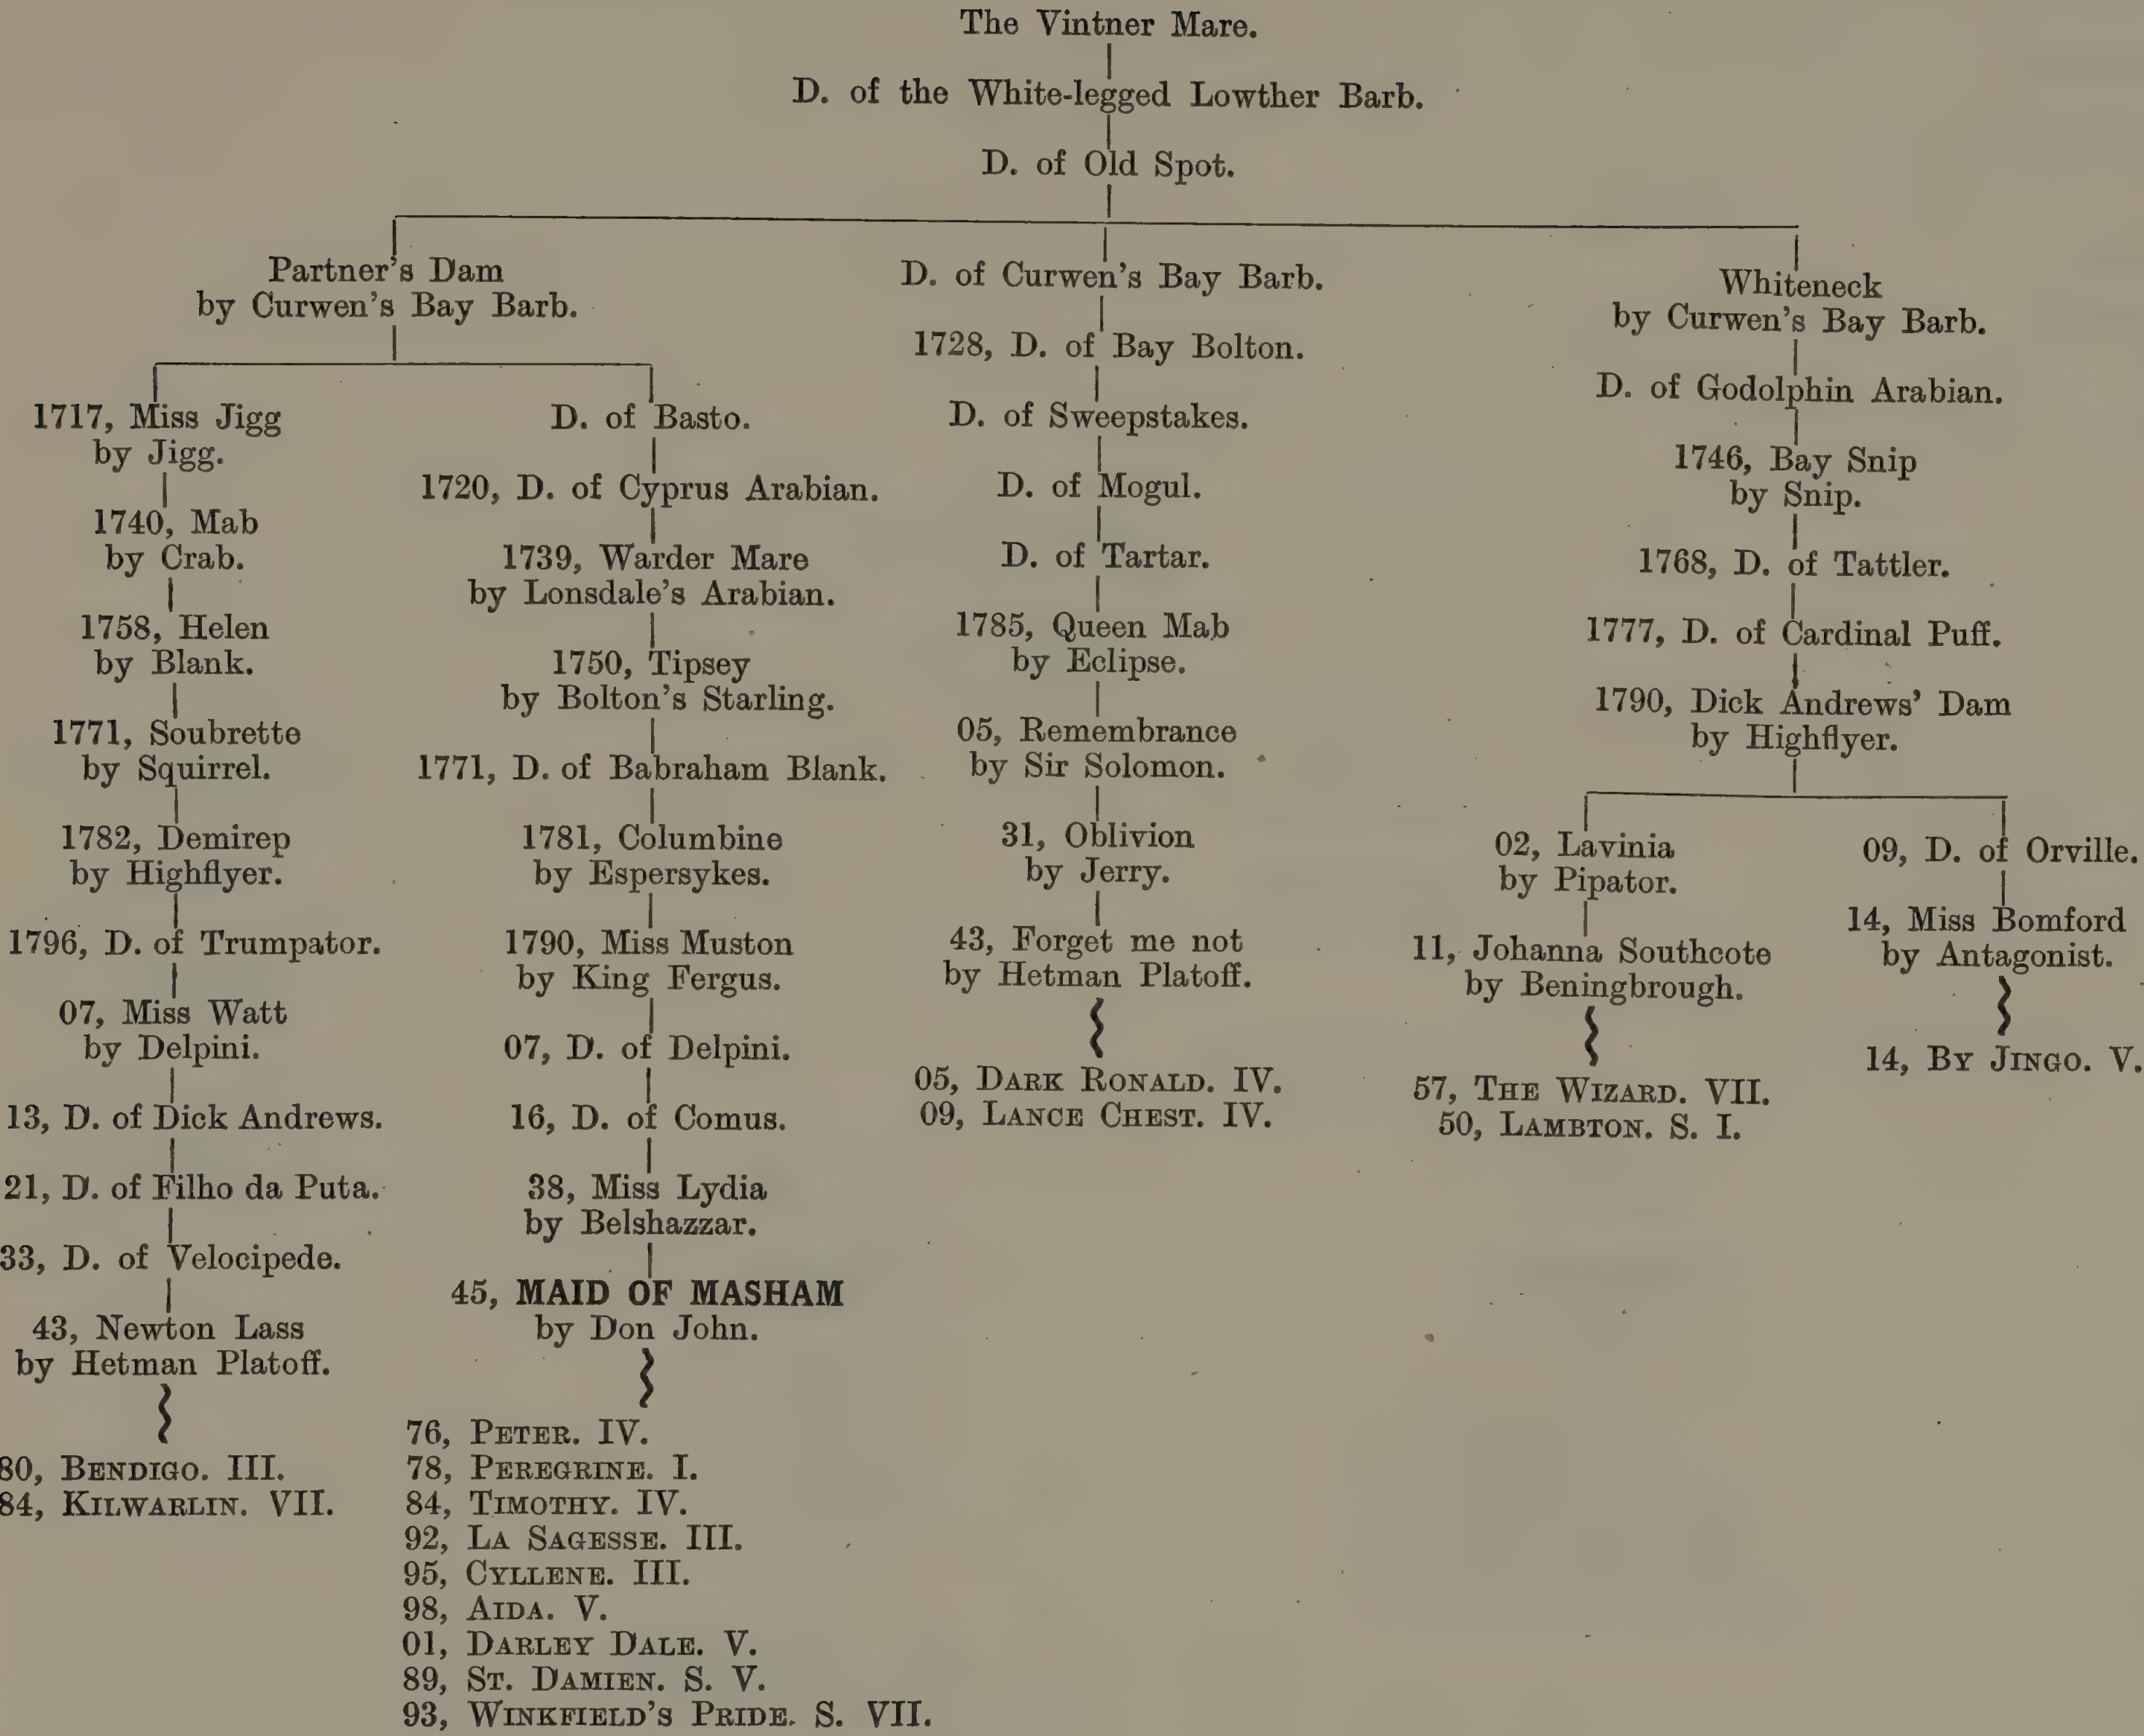 The Vintner Mare.
D. of the White-legged Lowther Barb.
D. of Old Spot.
Partner's Dam
by Curwen's Bay Barb.
1717, Miss Jigg
by Jigg.
1740, Mab
by Crab.
1758, Helen
by Blank.
1771, Soubrette
by Squirrel.
1782, Demirep
by Highflyer.
1796, D. of Trumpator.
07, Miss Watt
by Delpini.
13, D. of Dick Andrews.
21, D. of Filho da Puta.
33, D. of Velocipede.
43, Newton Lass
by Hetman Platoff.
80, BENDIGO. III.
84, KILWARLIN. VII.
D. of Basto.
1720, D. of Cyprus Arabian.
1739, Warder Mare
by Lonsdale's Arabian.
1750, Tipsey
by Bolton's Starling.
1771, D. of Babraham Blank.
1781, Columbine
by Espersykes.
1790, Miss Muston
by King Fergus.
07, D. of Delpini.
16, D. of Comus.
38, Miss Lydia
by Belshazzar.
45, MAID OF MASHAM
by Don John.
76, PETER. IV.
78, PEREGRINE. I.
84, TIMOTHY. IV.
92, LA SAGESSE. III.
95, CYLLENE. III.
98, AIDA. V.
01, DARLEY DALE. V.
89, ST. DAMIEN. S. V.
93, WINKFIELD'S PRIDE. S. VII.
D. of Curwen's Bay Barb.
1728, D. of Bay Bolton.
D. of Sweepstakes.
D. of Mogul.
D. of Tartar.
1785, Queen Mab
by Eclipse.
05, Remembrance
by Sir Solomon.
31, Oblivion
by Jerry.
43, Forget me not
by Hetman Platoff.
05, DARK RONALD. IV.
09, LANCE CHEST. IV.
Whiteneck
by Curwen's Bay Barb.
D. of Godolphin Arabian.
1746, Bay Snip
by Snip.
1768, D. of Tattler.
1777, D. of Cardinal Puff.
1790, Dick Andrews' Dam
by Highflyer.
02, Lavinia
by Pipator.
11, Johanna Southcote
by Beningbrough.
57, THE WIZARD. VII.
50, LAMBTON. S. I.
09, D. of Orville.
14, Miss Bomford
by Antagonist.
14, BY JINGO. V.